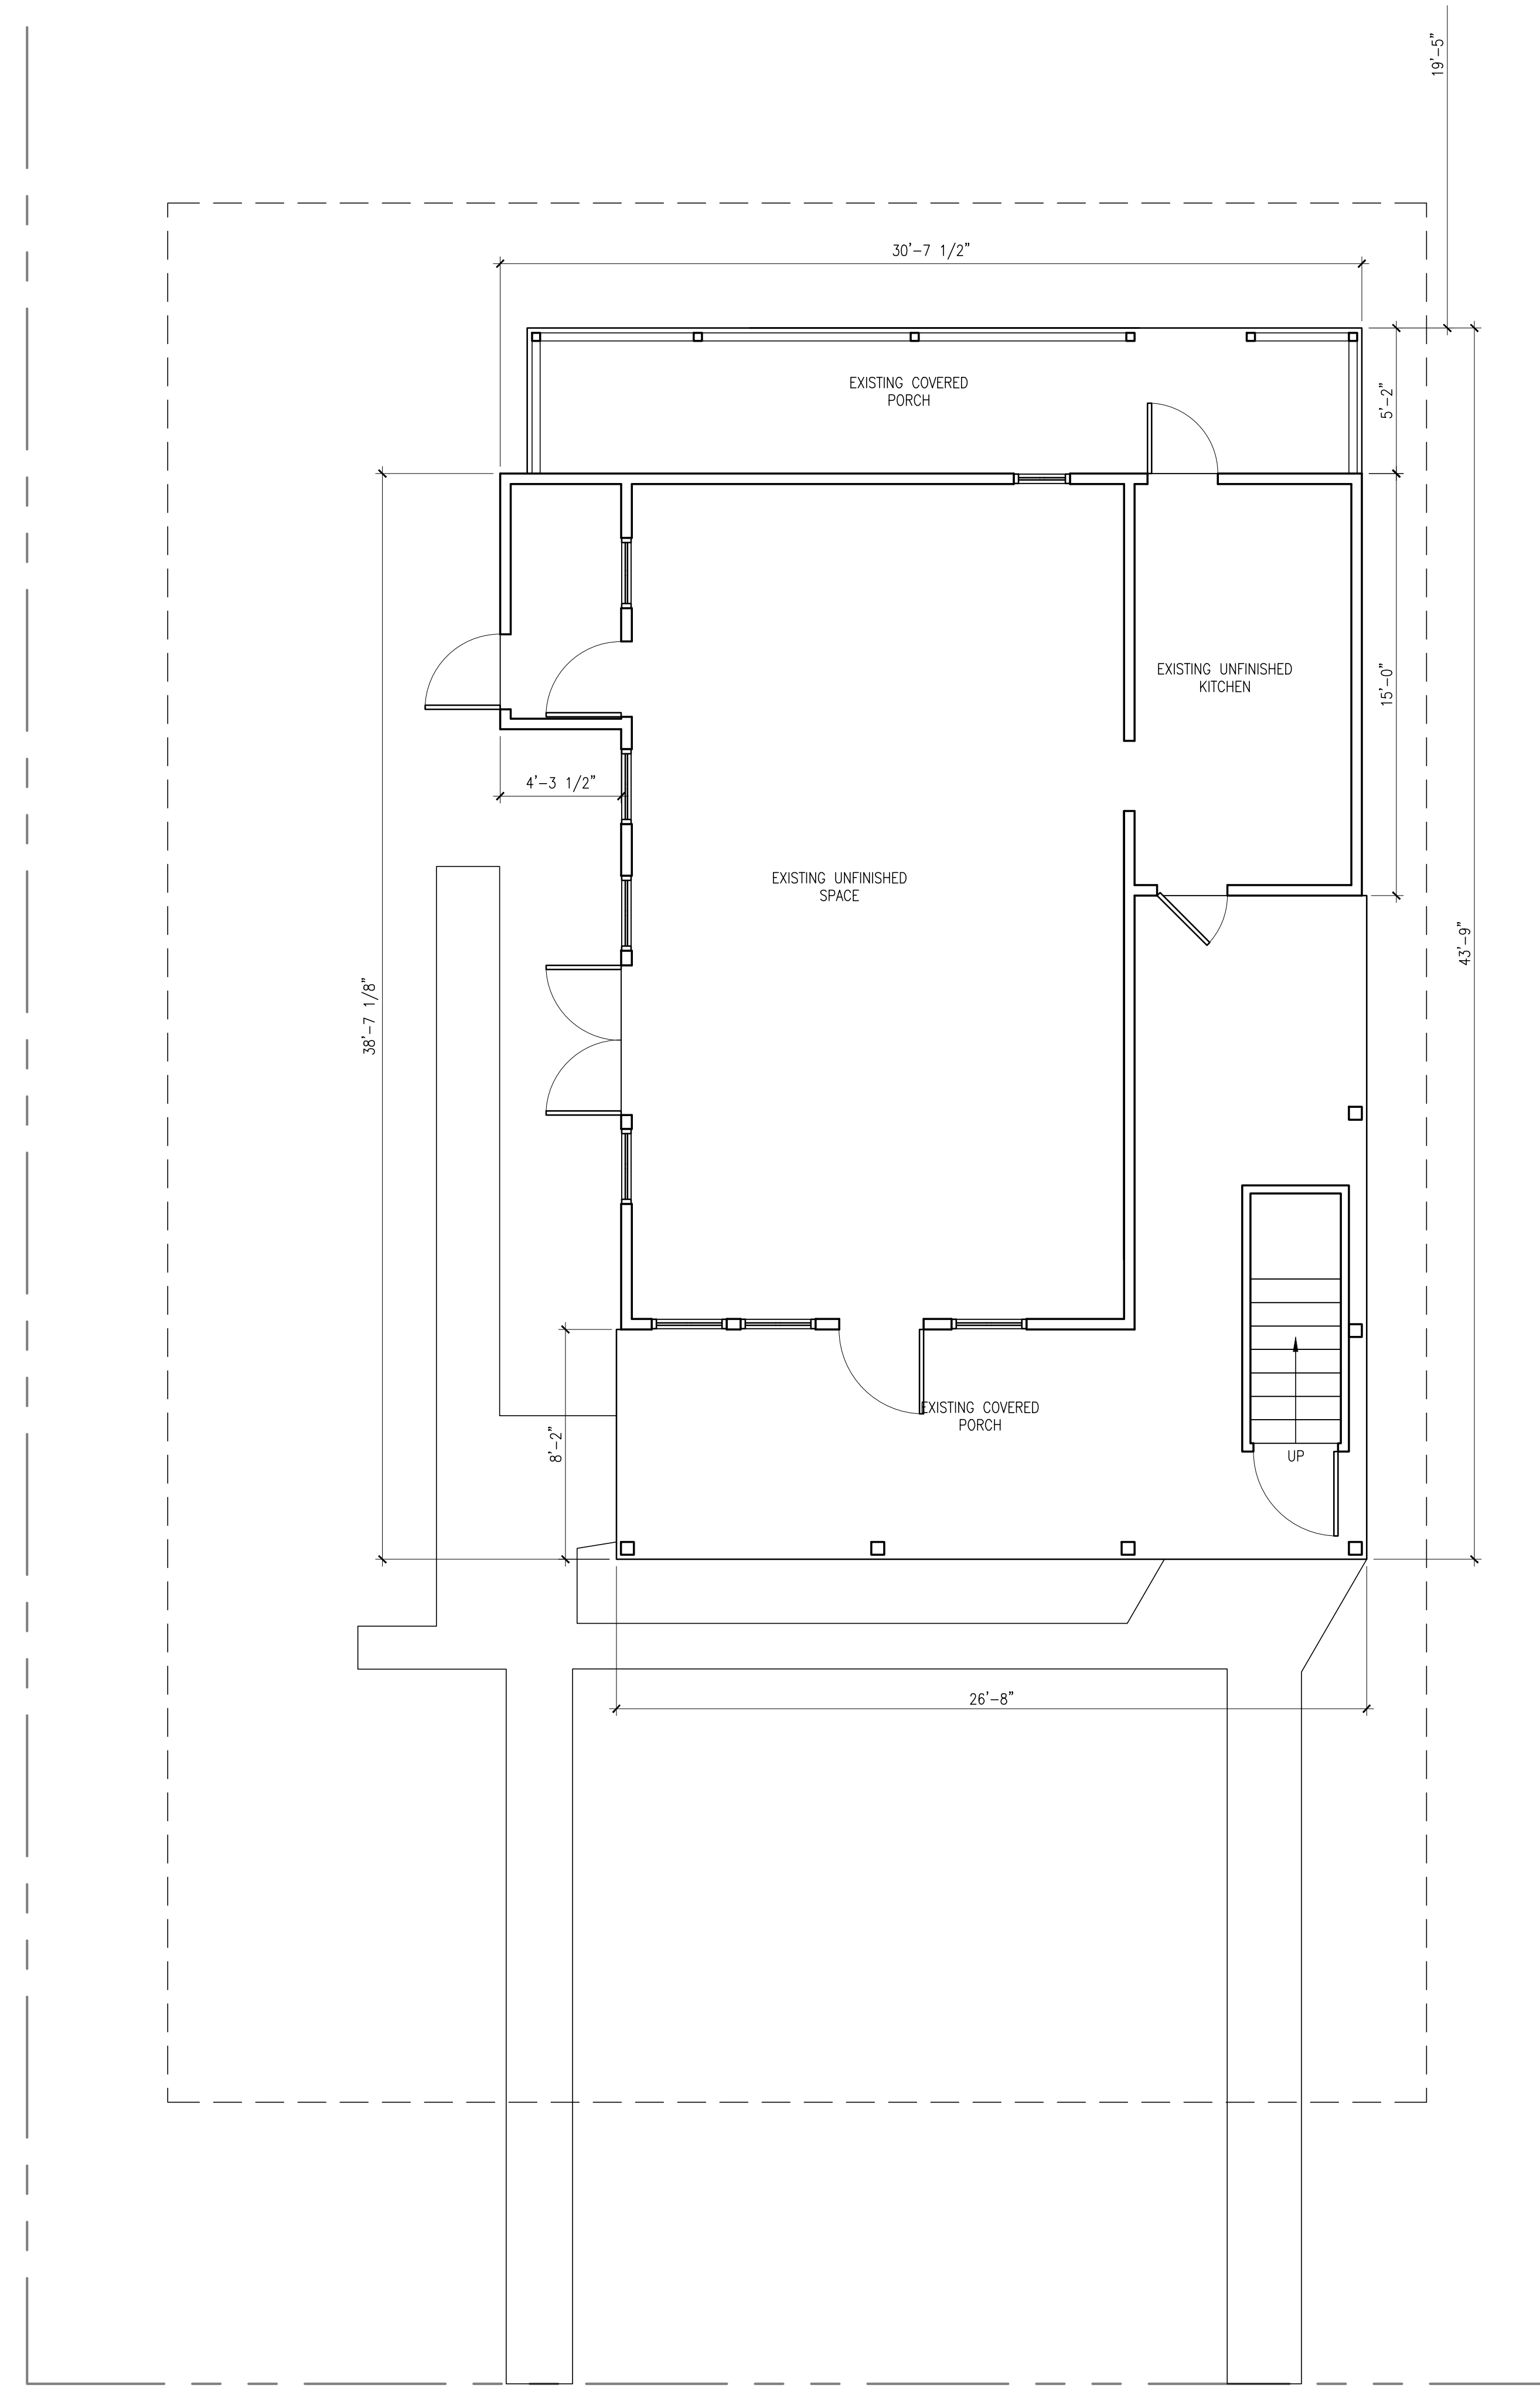 19'-5"
30'-7 1/2"
EXISTING COVERED
PORCH
5'-2"
EXISTING UNFINISHED
KITCHEN
15'-0"
4'-3 1/2"
EXISTING UNFINISHED
SPACE
43'-9"
38'-7 1/8"
EXISTING COVERED
PORCH
8'-2"
UP
26'-8"